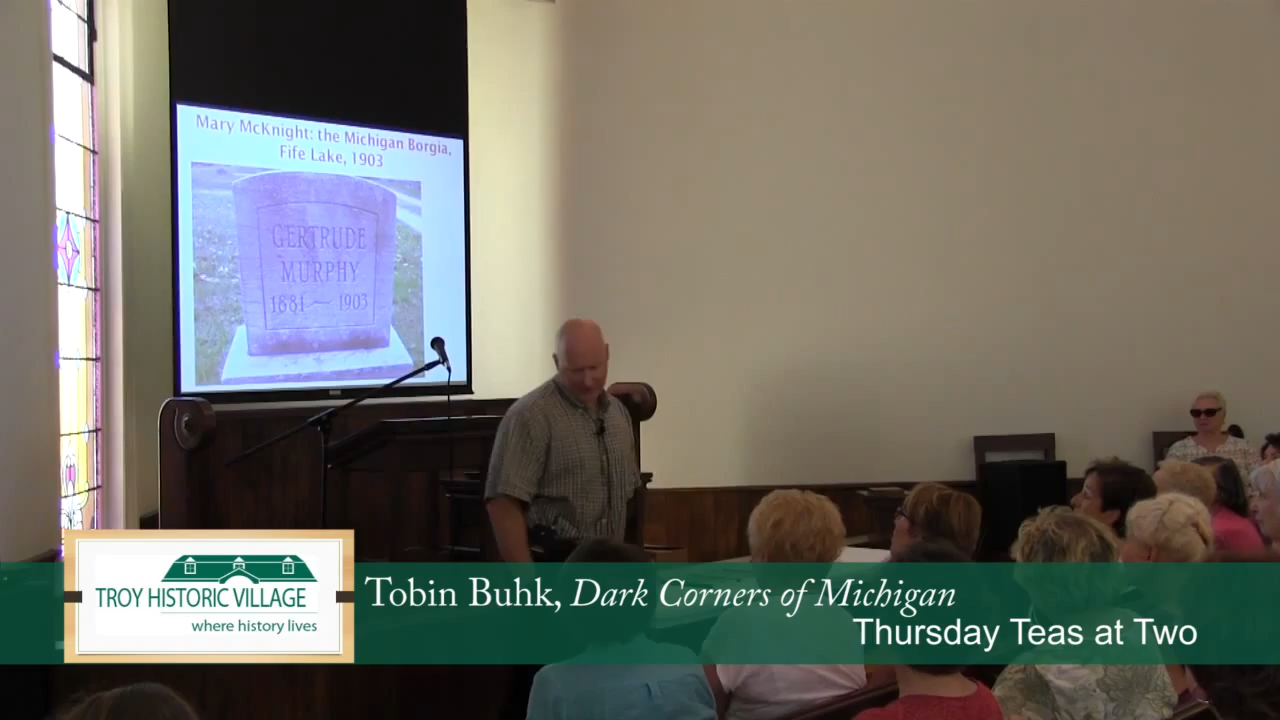 Mary McKnight: the Michigan Borgia,
Fife Lake, 1903
GERTRUDE
MURPHY
1881 — 1903
TROY HISTORIC VILLAGE
where history lives
Tobin Buhk, Dark Corners of Michigan
Thursday Teas at Two